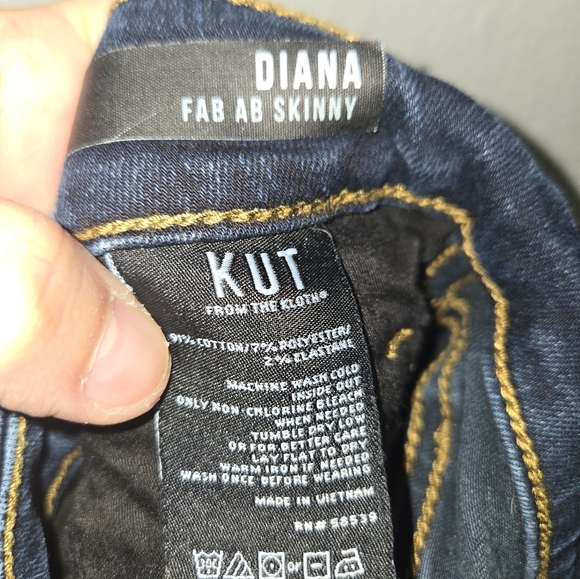 DIANA
FAB AB SKINNY
KUT
FROM THE KLOTH®
91% COTTON/7% POLYESTER/
2% ELASTANE
MACHINE WASH COLD
INSIDE OUT
ONLY NON-CHLORINE BLEACH
WHEN NEEDED
TUMBLE DRY LOW
OR FOR BETTER CARE
LAY FLAT TO DRY
WARM IRON IF NEEDED
WASH ONCE BEFORE WEARING
MADE IN VIETNAM
RN# 58539
30C or